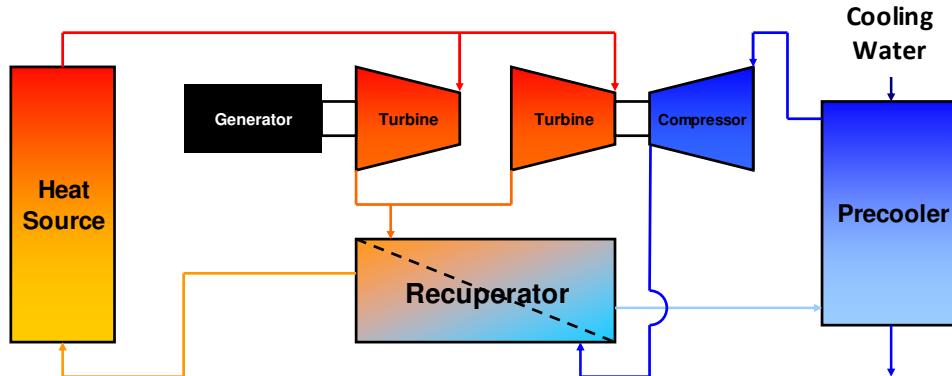 Cooling
Water
Generator
Turbine
Turbine
Compressor
Heat
Source
Precooler
Recuperator